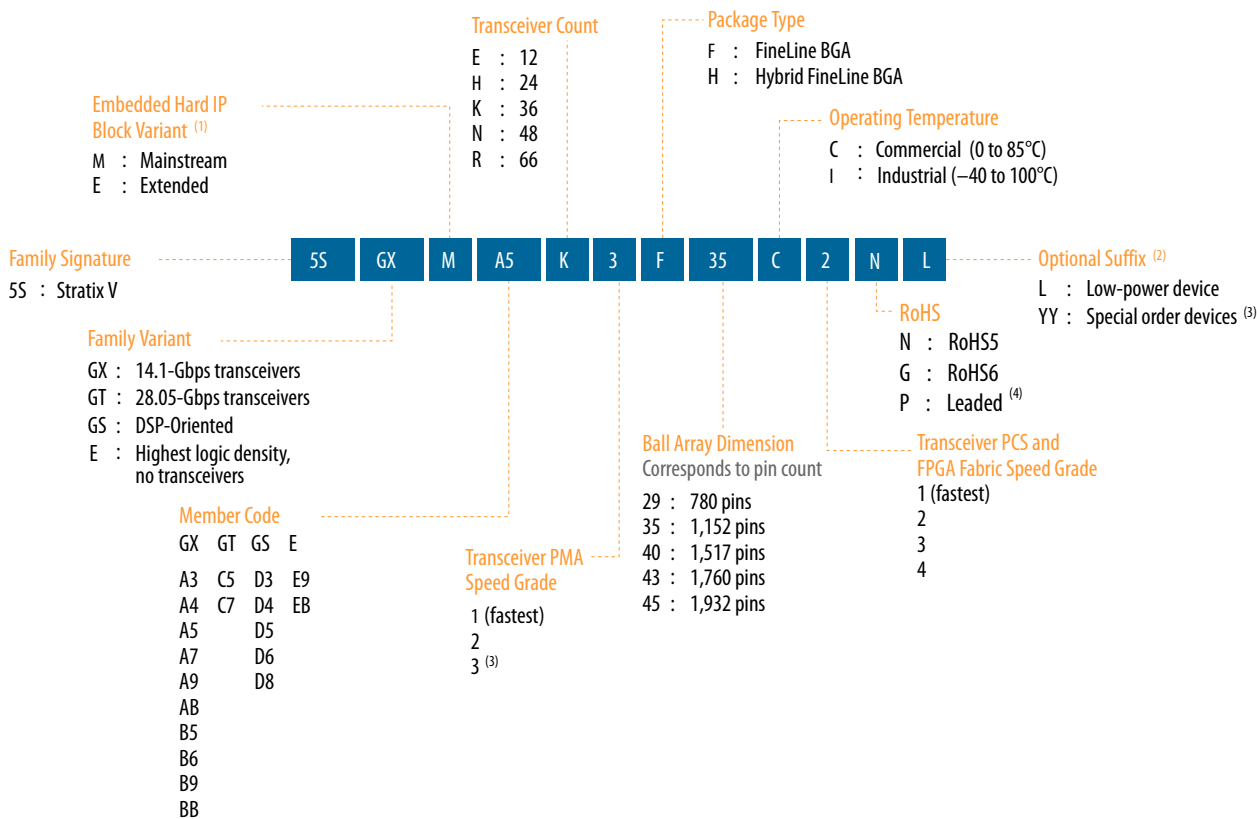 Transceiver Count
E : 12
H : 24
K : 36
N : 48
R : 66
Package Type
F : FineLine BGA
H : Hybrid FineLine BGA
Embedded Hard IP
Block Variant (1)
M : Mainstream
E : Extended
Operating Temperature
C : Commercial (0 to 85°C)
I : Industrial (–40 to 100°C)
Family Signature
5S : Stratix V
5S GX M A5 K 3 F 35 C 2 N L
Optional Suffix (2)
L : Low-power device
YY : Special order devices (3)
Family Variant
GX : 14.1-Gbps transceivers
GT : 28.05-Gbps transceivers
GS : DSP-Oriented
E : Highest logic density,
no transceivers
RoHS
N : RoHS5
G : RoHS6
P : Leaded (4)
Member Code
GX GT GS E
A3 C5 D3 E9
A4 C7 D4 EB
A5 D5
A7 D6
A9 D8
AB
B5
B6
B9
BB
Transceiver PMA
Speed Grade
1 (fastest)
2
3 (3)
Ball Array Dimension
Corresponds to pin count
29 : 780 pins
35 : 1,152 pins
40 : 1,517 pins
43 : 1,760 pins
45 : 1,932 pins
Transceiver PCS and
FPGA Fabric Speed Grade
1 (fastest)
2
3
4